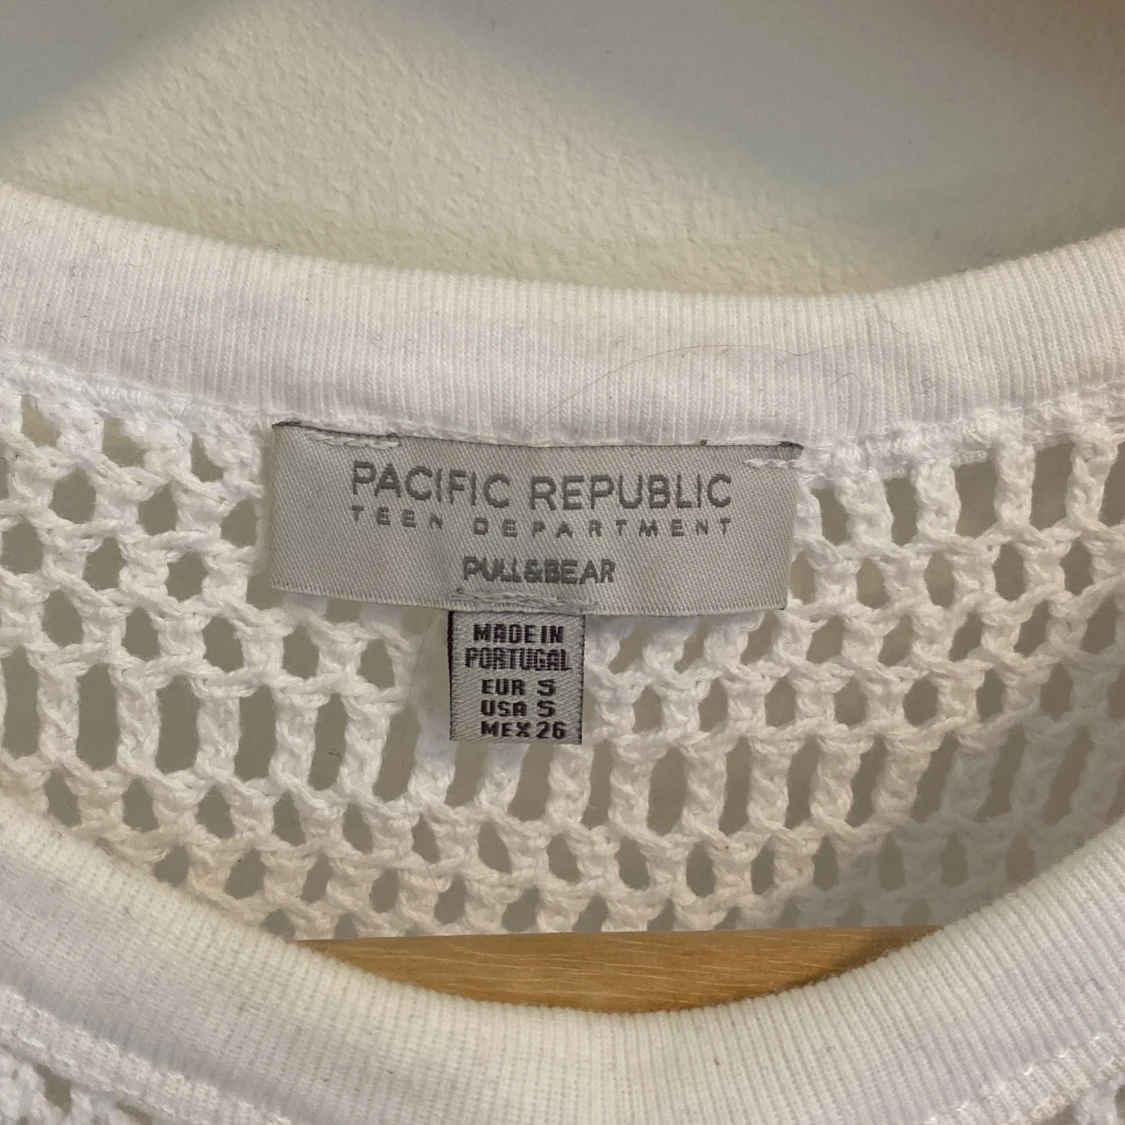 PACIFIC REPUBLIC
TEEN DEPARTMENT
PULL&BEAR
MADE IN
PORTUGAL
EUR S
USA S
MEX 26